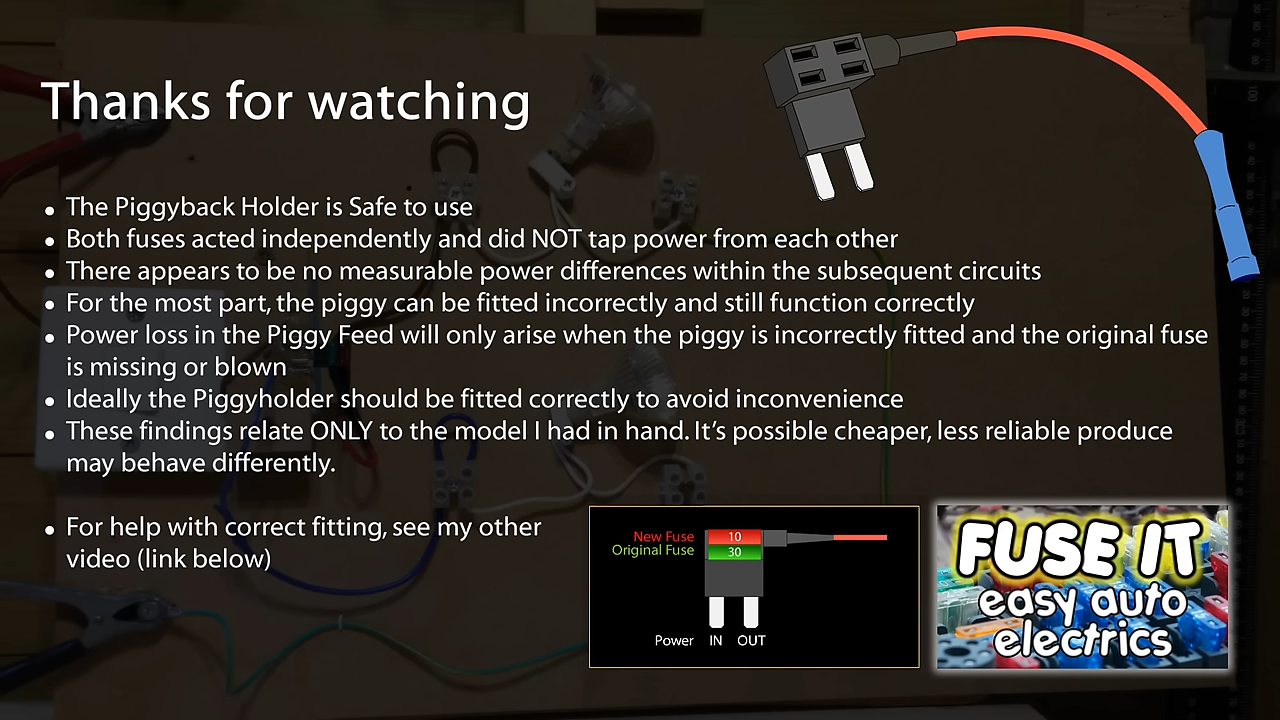 Thanks for watching
• The Piggyback Holder is Safe to use
• Both fuses acted independently and did NOT tap power from each other
• There appears to be no measurable power differences within the subsequent circuits
• For the most part, the piggy can be fitted incorrectly and still function correctly
• Power loss in the Piggy Feed will only arise when the piggy is incorrectly fitted and the original fuse
is missing or blown
• Ideally the Piggyholder should be fitted correctly to avoid inconvenience
• These findings relate ONLY to the model I had in hand. It's possible cheaper, less reliable produce
may behave differently.
• For help with correct fitting, see my other
video (link below)
New Fuse 10
Original Fuse 30
Power IN OUT
FUSE IT
easy auto
electrics